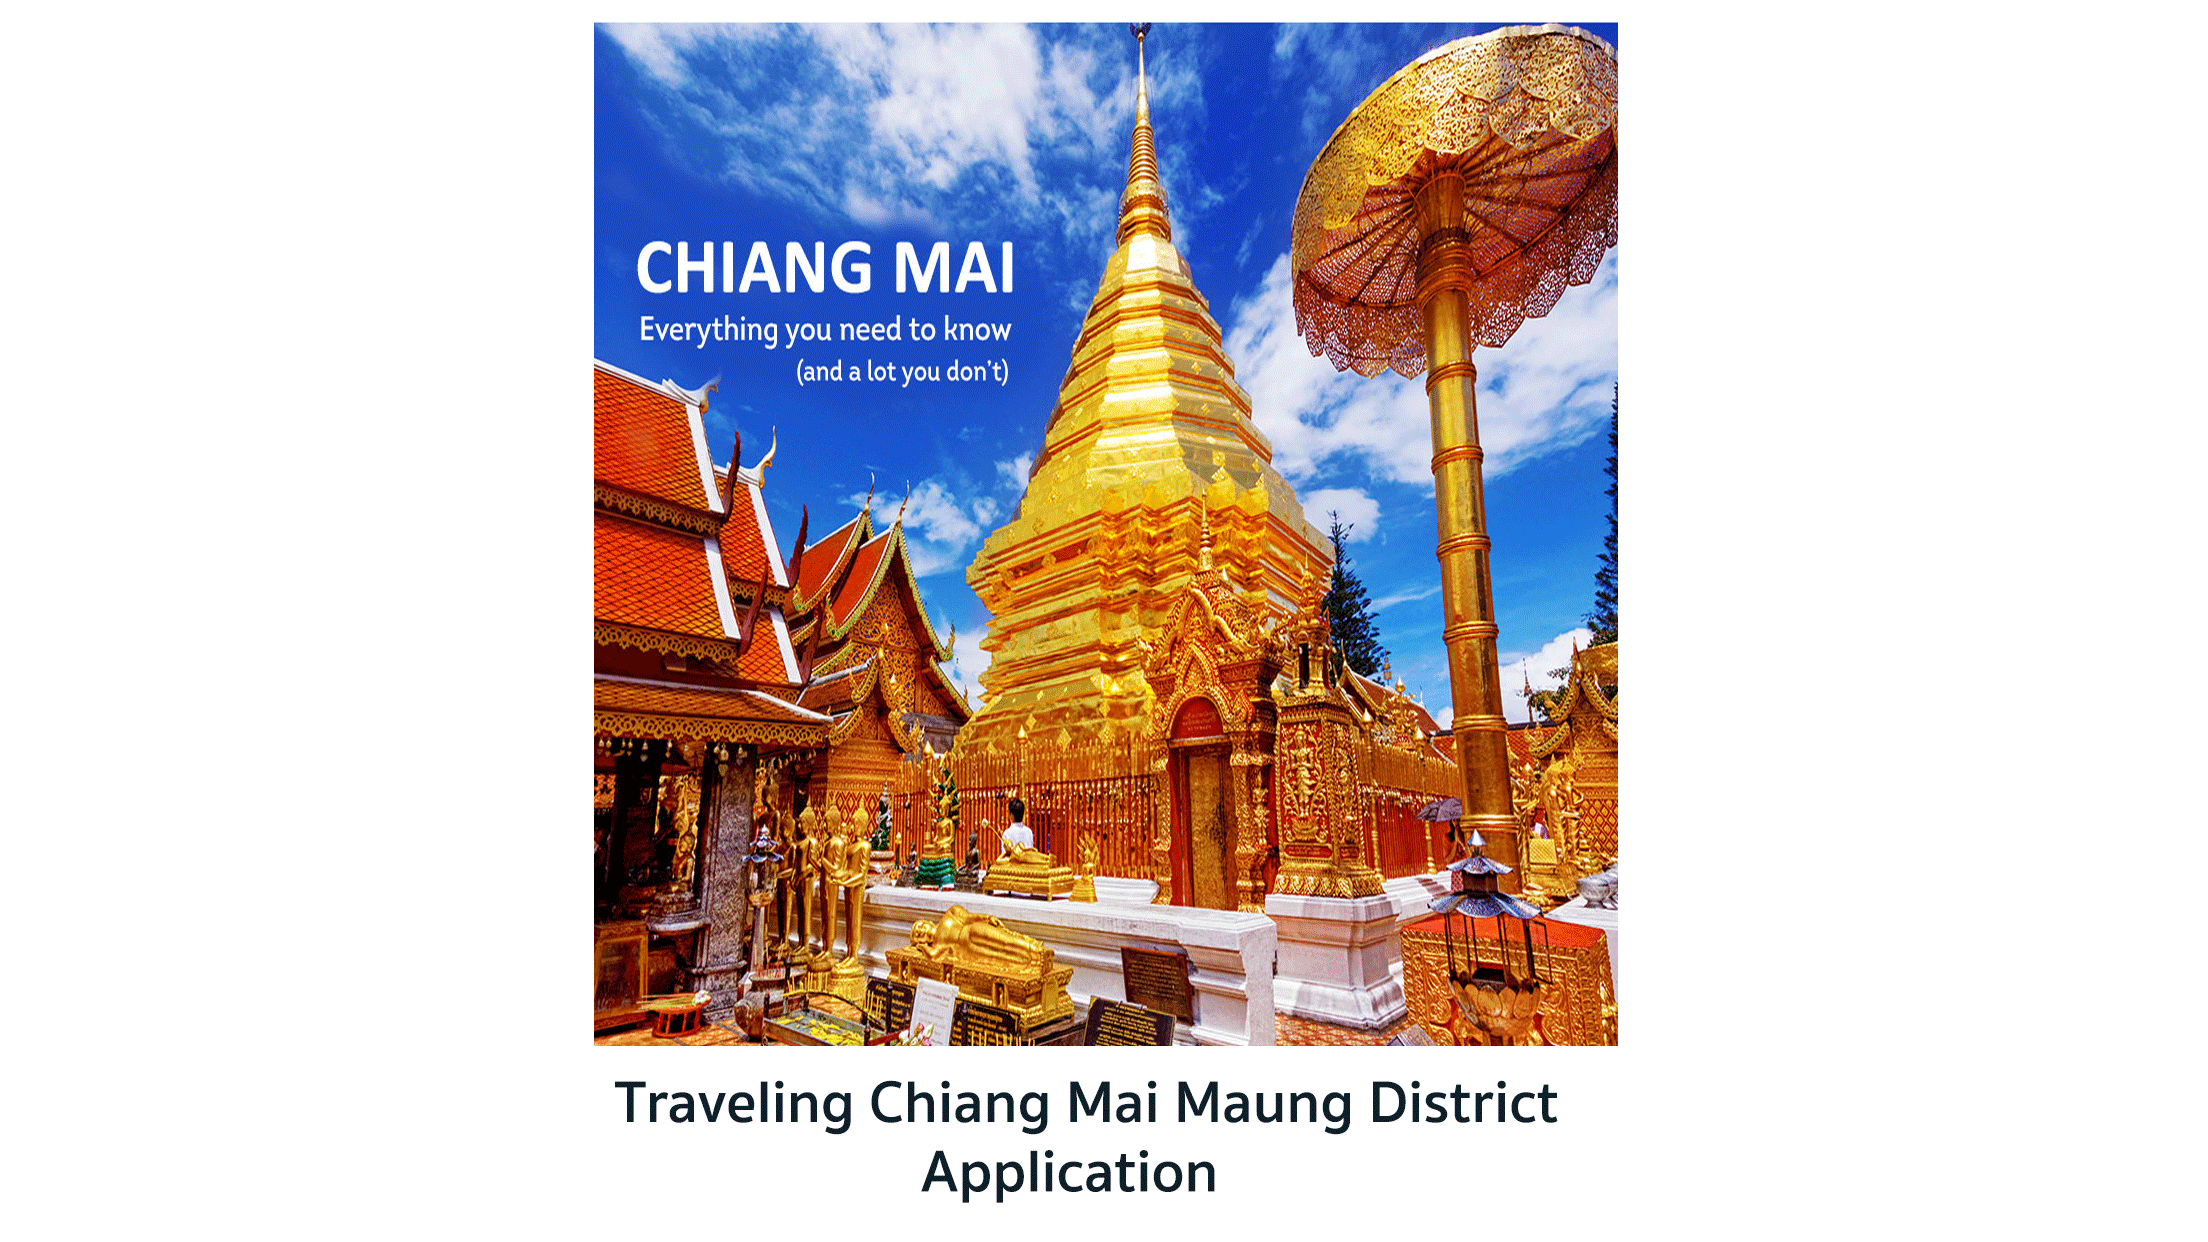 CHIANG MAI
Everything you need to know
(and a lot you don't)
Traveling Chiang Mai Maung District
Application